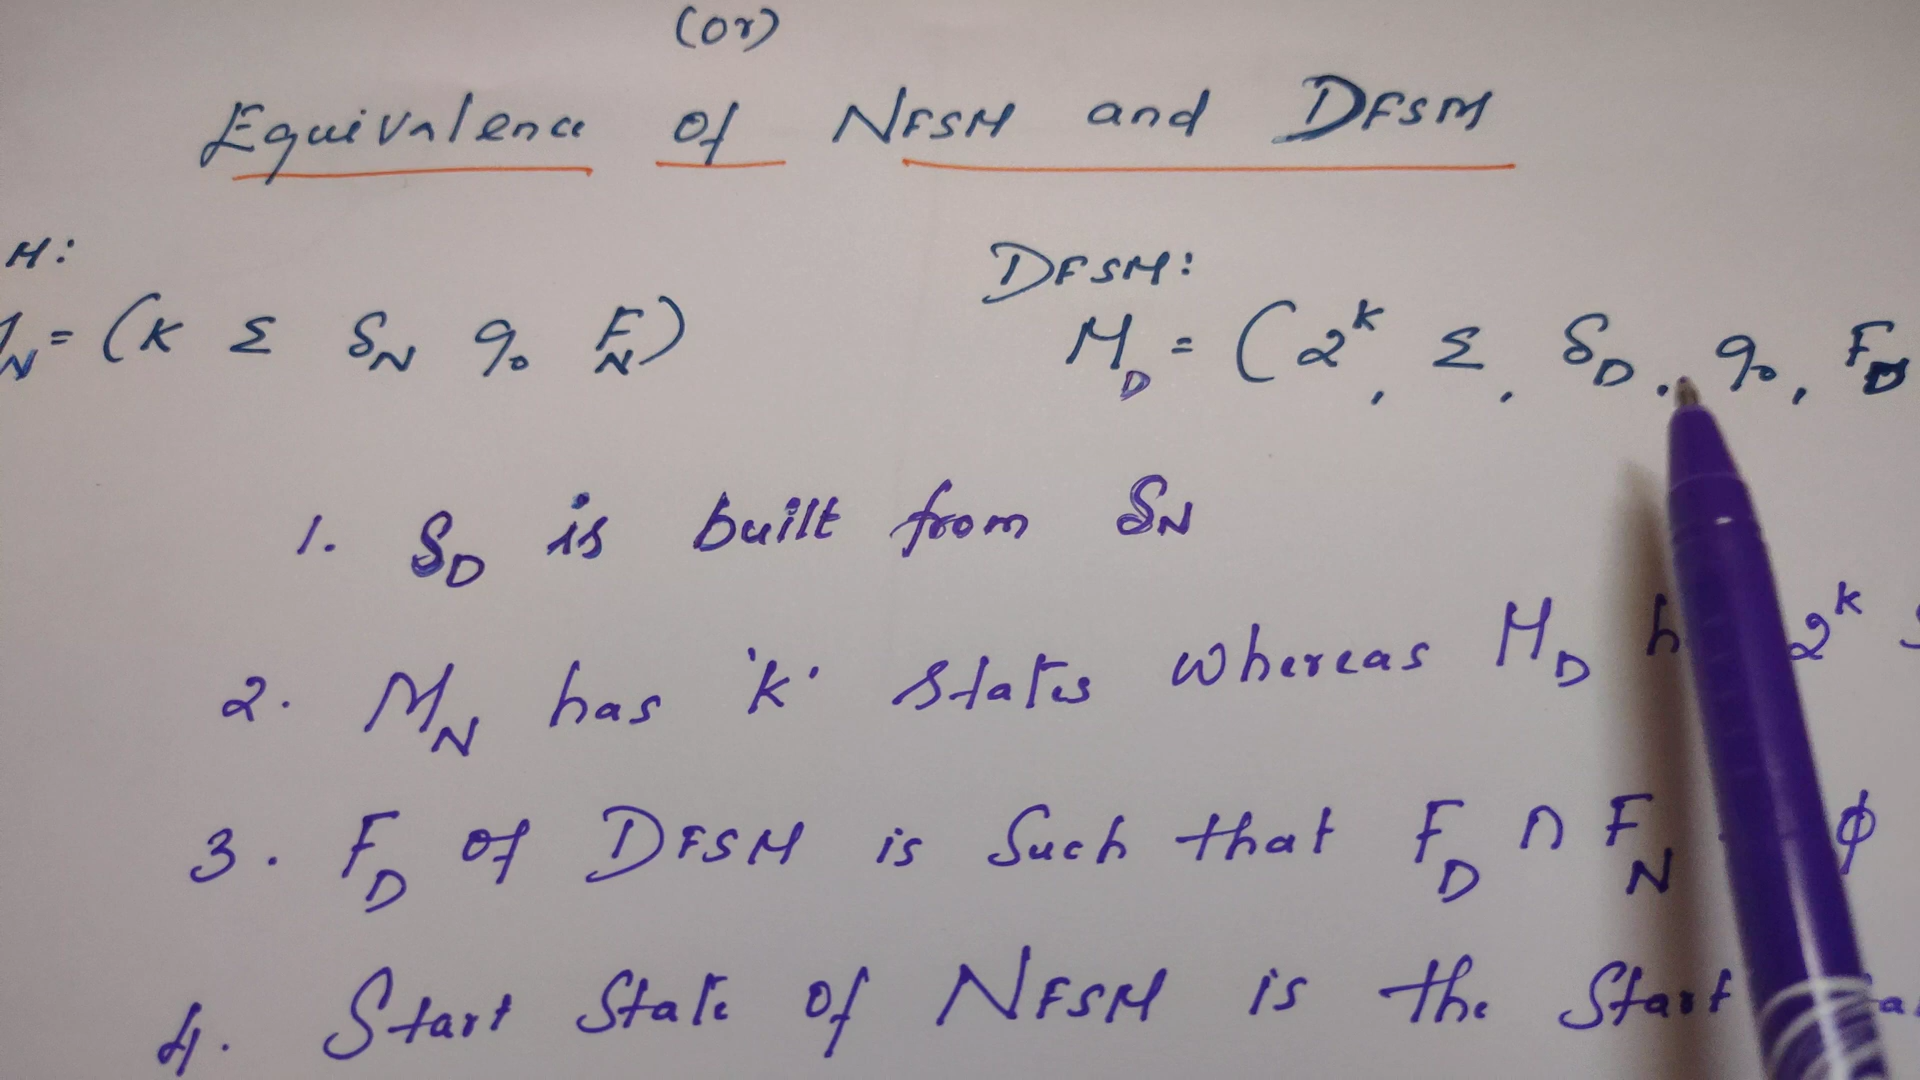 (or)
Equivalence of NFSM and DFSM
M:
DFSM:
N = (K Σ δN q0 FN)
MD = (2^K, Σ, δD, q0, FD
1. δD is built from δN
2. MN has 'K' states whereas MD 2^K
3. FD of DFSM is Such that FD ∩ FN ϕ
4. Start State of NFSM is the Start